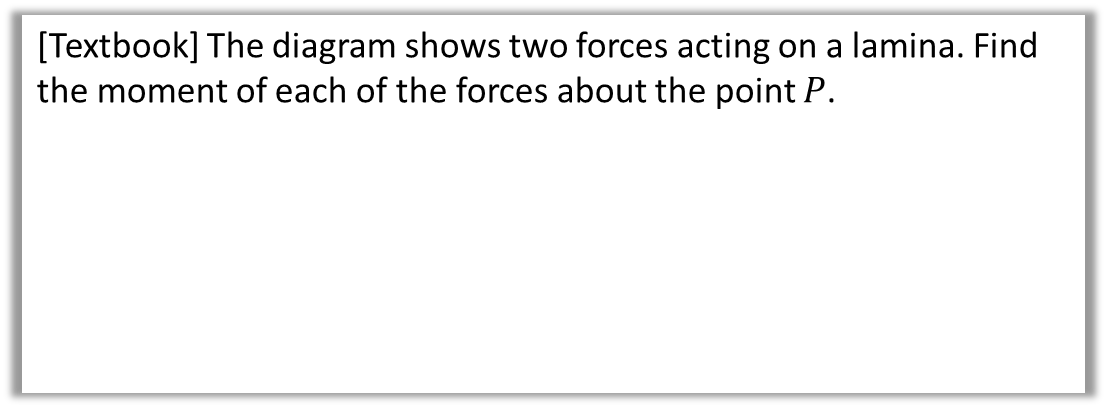 [Textbook] The diagram shows two forces acting on a lamina. Find
the moment of each of the forces about the point P.